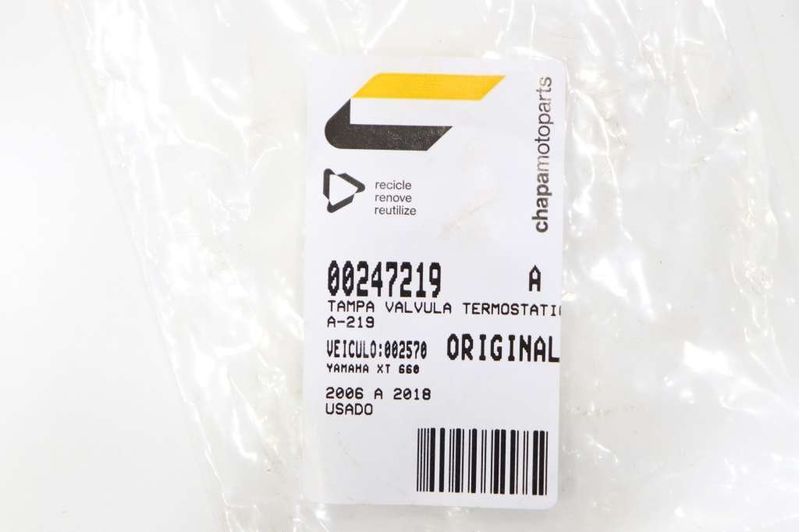 chapamotoparts
recicle
renove
reutilize
00247219 A
TAMPA VALVULA TERMOSTATI
A-219
VEICULO:002570 ORIGINAL
YAMAHA XT 660
2006 A 2018
USADO